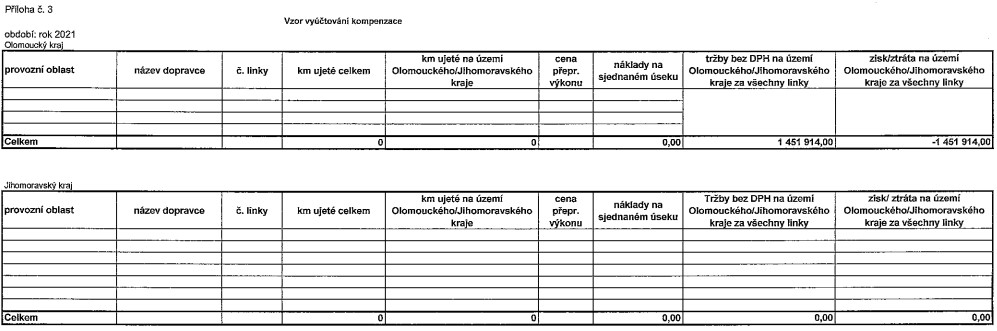 Příloha č. 3
Vzor vyúčtování kompenzace
období: rok 2021
Olomoucký kraj
provozní oblast | název dopravce | č. linky | km ujeté celkem | km ujeté na území Olomouckého/Jihomoravského kraje | cena přepr. výkonu | náklady na sjednaném úseku | tržby bez DPH na území Olomouckého/Jihomoravského kraje za všechny linky | zisk/ztráta na území Olomouckého/Jihomoravského kraje za všechny linky
Celkem | 0 | 0 | 0,00 | 1 451 914,00 | -1 451 914,00
Jihomoravský kraj
provozní oblast | název dopravce | č. linky | km ujeté celkem | km ujeté na území Olomouckého/Jihomoravského kraje | cena přepr. výkonu | náklady na sjednaném úseku | Tržby bez DPH na území Olomouckého/Jihomoravského kraje za všechny linky | zisk/ ztráta na území Olomouckého/Jihomoravského kraje za všechny linky
Celkem | 0 | 0 | 0,00 | 0,00 | 0,00